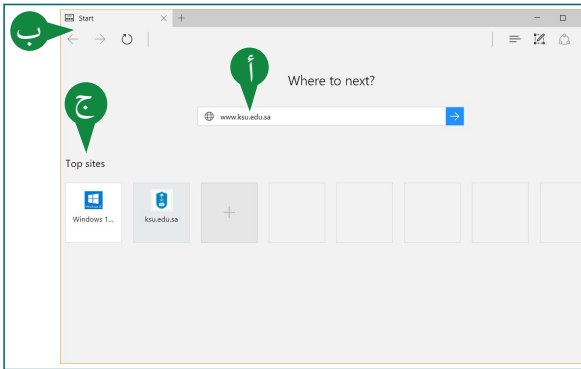 Start
ب
أ
Where to next?
www.ksu.edu.sa
ج
Top sites
Windows 1...
ksu.edu.sa